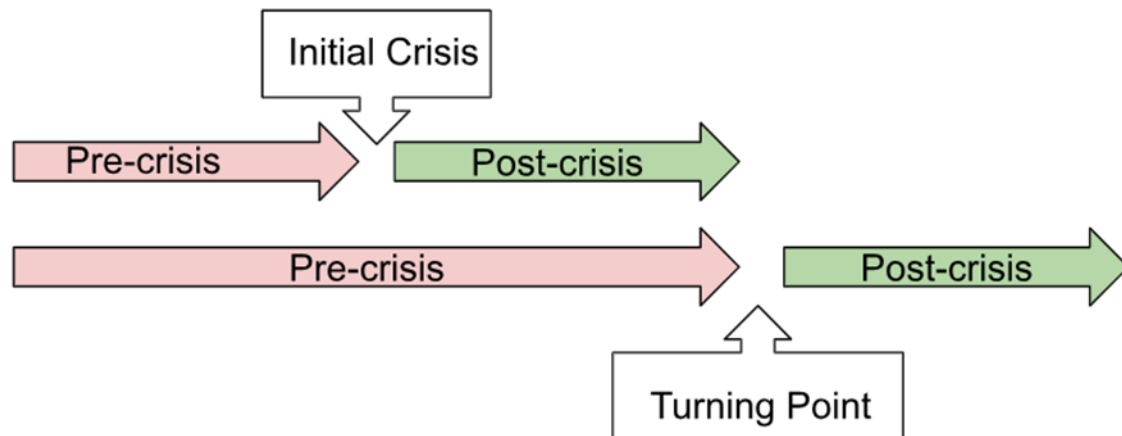 Initial Crisis
Pre-crisis
Post-crisis
Pre-crisis
Post-crisis
Turning Point